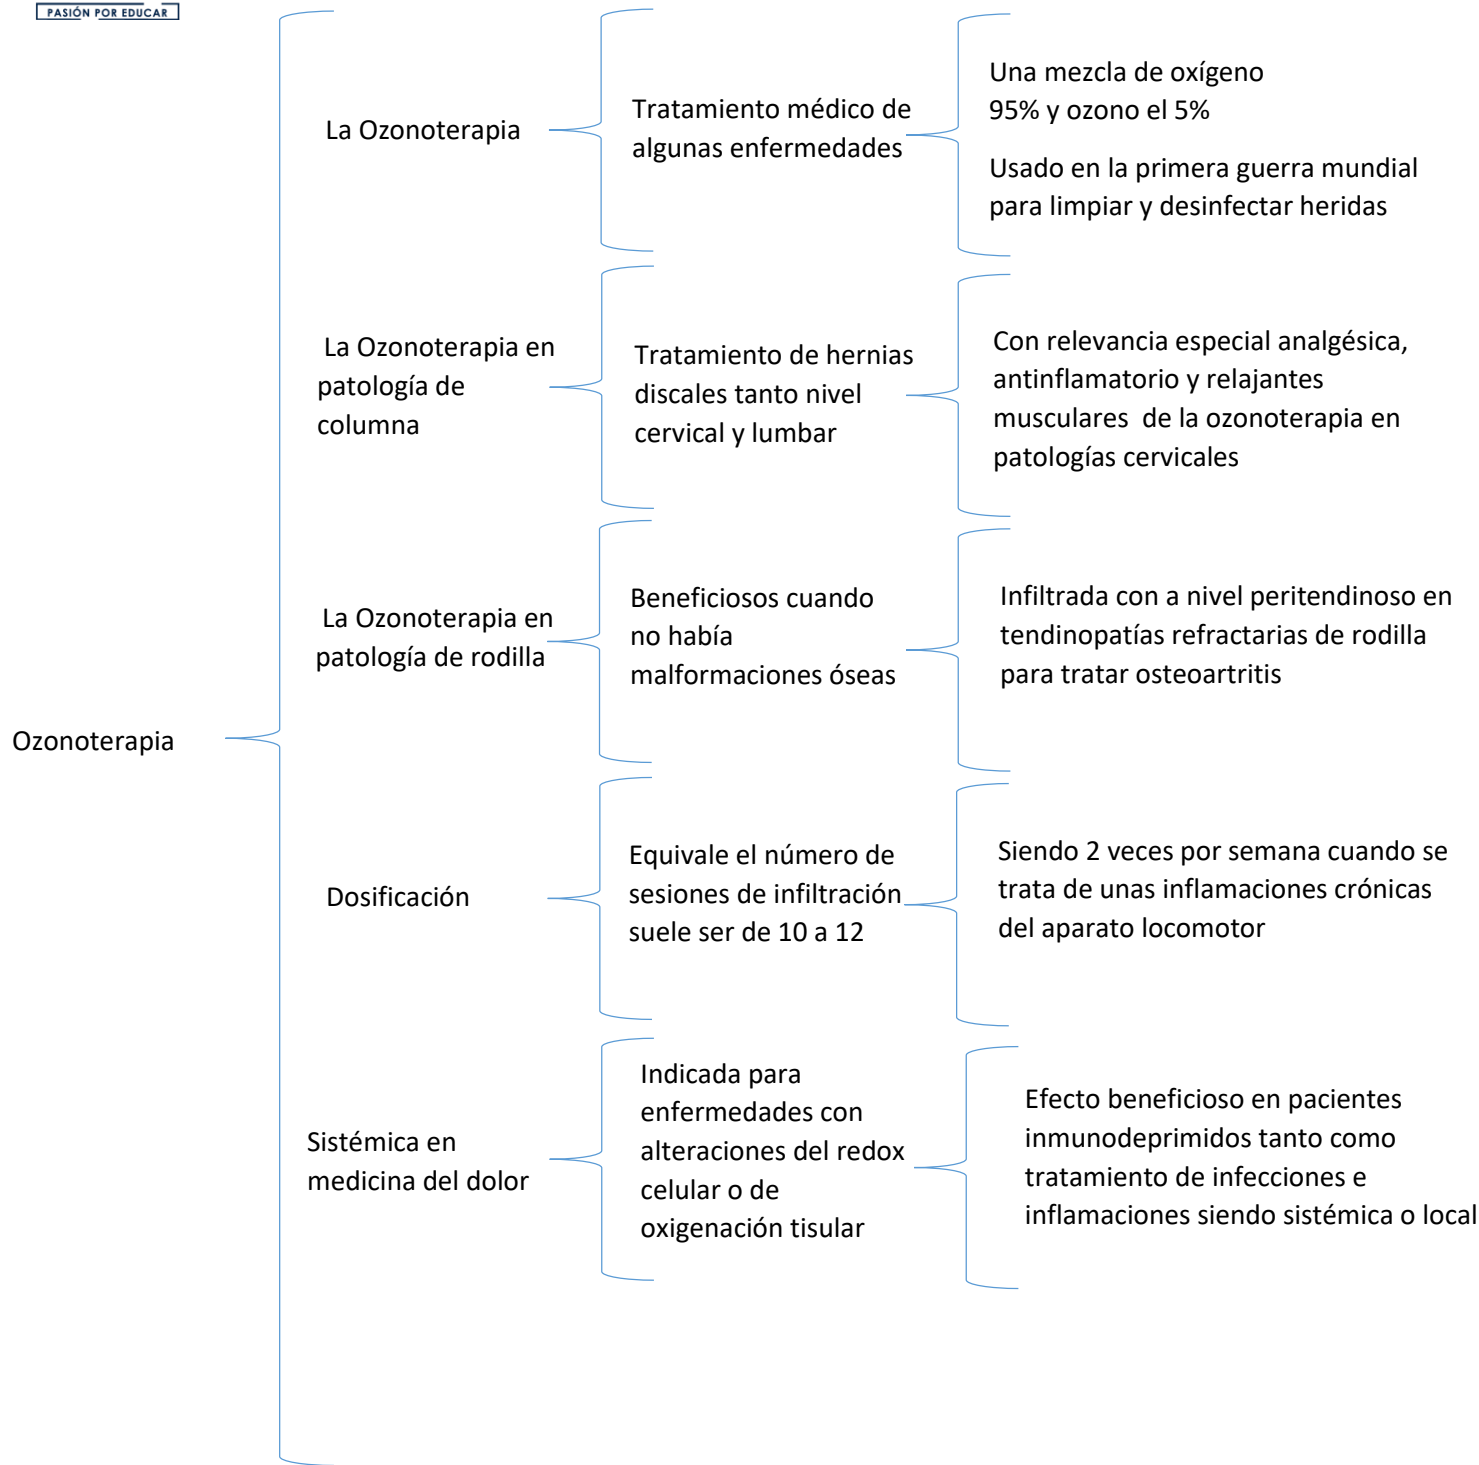 PASIÓN POR EDUCAR
Ozonoterapia
La Ozonoterapia
Tratamiento médico de
algunas enfermedades
Una mezcla de oxígeno
95% y ozono el 5%
Usado en la primera guerra mundial
para limpiar y desinfectar heridas
La Ozonoterapia en
patología de
columna
Tratamiento de hernias
discales tanto nivel
cervical y lumbar
Con relevancia especial analgésica,
antinflamatorio y relajantes
musculares  de la ozonoterapia en
patologías cervicales
La Ozonoterapia en
patología de rodilla
Beneficiosos cuando
no había
malformaciones óseas
Infiltrada con a nivel peritendinoso en
tendinopatías refractarias de rodilla
para tratar osteoartritis
Dosificación
Equivale el número de
sesiones de infiltración
suele ser de 10 a 12
Siendo 2 veces por semana cuando se
trata de unas inflamaciones crónicas
del aparato locomotor
Sistémica en
medicina del dolor
Indicada para
enfermedades con
alteraciones del redox
celular o de
oxigenación tisular
Efecto beneficioso en pacientes
inmunodeprimidos tanto como
tratamiento de infecciones e
inflamaciones siendo sistémica o local